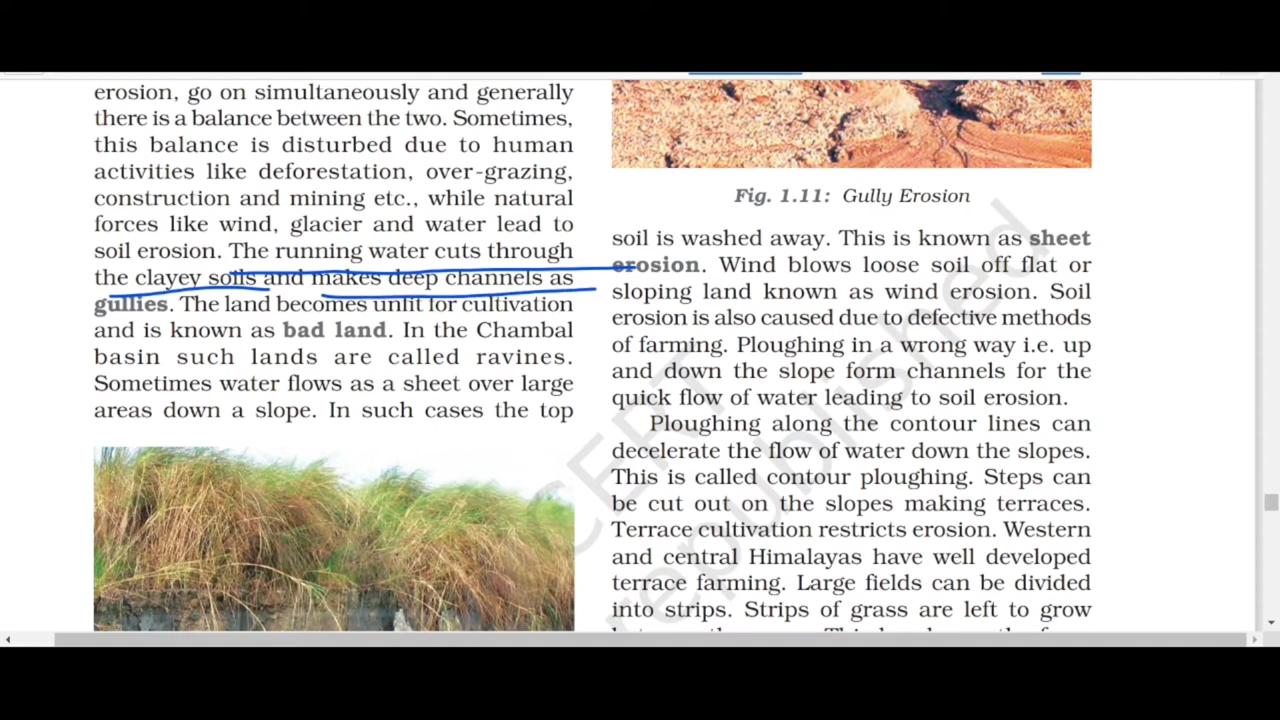 erosion, go on simultaneously and generally
there is a balance between the two. Sometimes,
this balance is disturbed due to human
activities like deforestation, over-grazing,
construction and mining etc., while natural
forces like wind, glacier and water lead to
soil erosion. The running water cuts through
the clayey soils and makes deep channels as
gullies. The land becomes unfit for cultivation
and is known as bad land. In the Chambal
basin such lands are called ravines.
Sometimes water flows as a sheet over large
areas down a slope. In such cases the top
Fig. 1.11: Gully Erosion
soil is washed away. This is known as sheet
erosion. Wind blows loose soil off flat or
sloping land known as wind erosion. Soil
erosion is also caused due to defective methods
of farming. Ploughing in a wrong way i.e. up
and down the slope form channels for the
quick flow of water leading to soil erosion.
Ploughing along the contour lines can
decelerate the flow of water down the slopes.
This is called contour ploughing. Steps can
be cut out on the slopes making terraces.
Terrace cultivation restricts erosion. Western
and central Himalayas have well developed
terrace farming. Large fields can be divided
into strips. Strips of grass are left to grow
CERT
republished